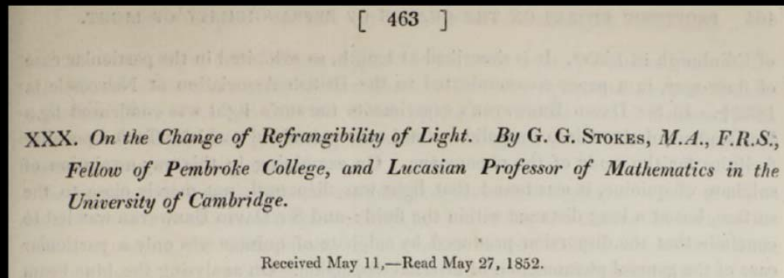 [ 463 ]
XXX. On the Change of Refrangibility of Light. By G. G. STOKES, M.A., F.R.S.,
Fellow of Pembroke College, and Lucasian Professor of Mathematics in the
University of Cambridge.
Received May 11,—Read May 27, 1852.